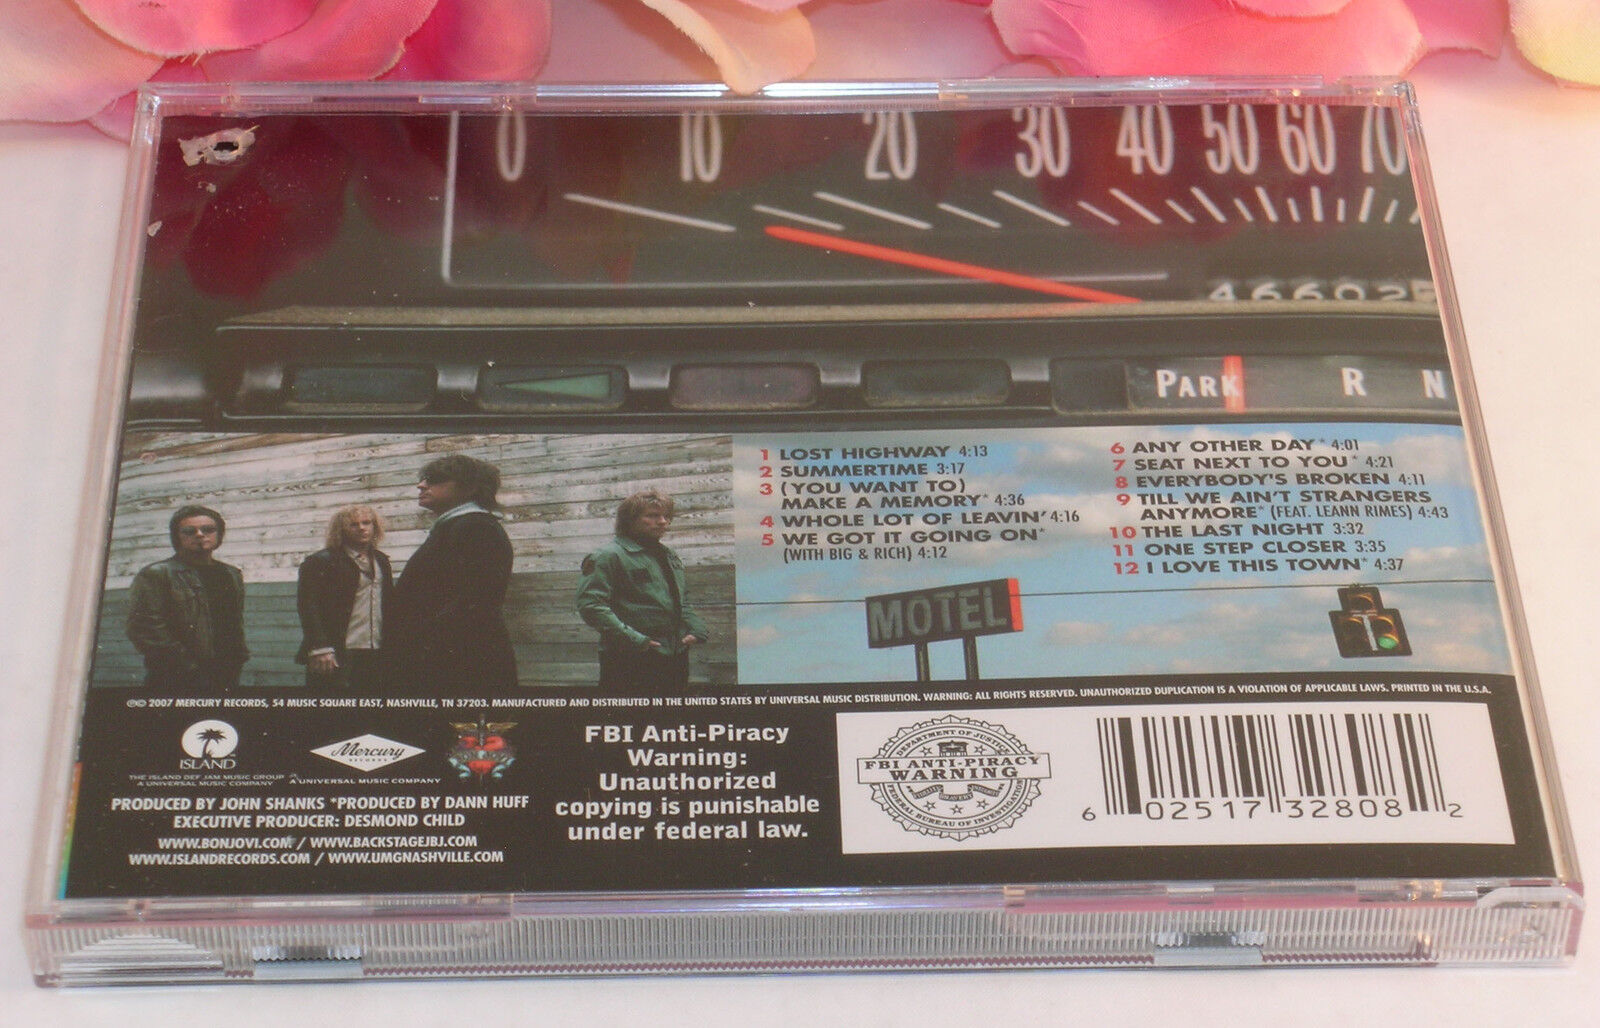 0 10 20 30 40 50 60 70
PARK R N
1 LOST HIGHWAY 4:13
2 SUMMERTIME 3:17
3 (YOU WANT TO)
MAKE A MEMORY* 4:36
4 WHOLE LOT OF LEAVIN' 4:16
5 WE GOT IT GOING ON*
(WITH BIG & RICH) 4:12
6 ANY OTHER DAY* 4:01
7 SEAT NEXT TO YOU* 4:21
8 EVERYBODY'S BROKEN 4:11
9 TILL WE AIN'T STRANGERS
ANYMORE* (FEAT. LEANN RIMES) 4:43
10 THE LAST NIGHT 3:32
11 ONE STEP CLOSER 3:35
12 I LOVE THIS TOWN* 4:37
MOTEL
℗© 2007 MERCURY RECORDS, 54 MUSIC SQUARE EAST, NASHVILLE, TN 37203. MANUFACTURED AND DISTRIBUTED IN THE UNITED STATES BY UNIVERSAL MUSIC DISTRIBUTION. WARNING: ALL RIGHTS RESERVED. UNAUTHORIZED DUPLICATION IS A VIOLATION OF APPLICABLE LAWS. PRINTED IN THE U.S.A.
ISLAND
THE ISLAND DEF JAM MUSIC GROUP
A UNIVERSAL MUSIC COMPANY
Mercury
RECORDS
A UNIVERSAL MUSIC COMPANY
PRODUCED BY JOHN SHANKS *PRODUCED BY DANN HUFF
EXECUTIVE PRODUCER: DESMOND CHILD
WWW.BONJOVI.COM / WWW.BACKSTAGEJBJ.COM
WWW.ISLANDRECORDS.COM / WWW.UMGNASHVILLE.COM
FBI Anti-Piracy
Warning:
Unauthorized
copying is punishable
under federal law.
DEPARTMENT OF JUSTICE
FBI ANTI-PIRACY
WARNING
FEDERAL BUREAU OF INVESTIGATION
6 02517 32808 2